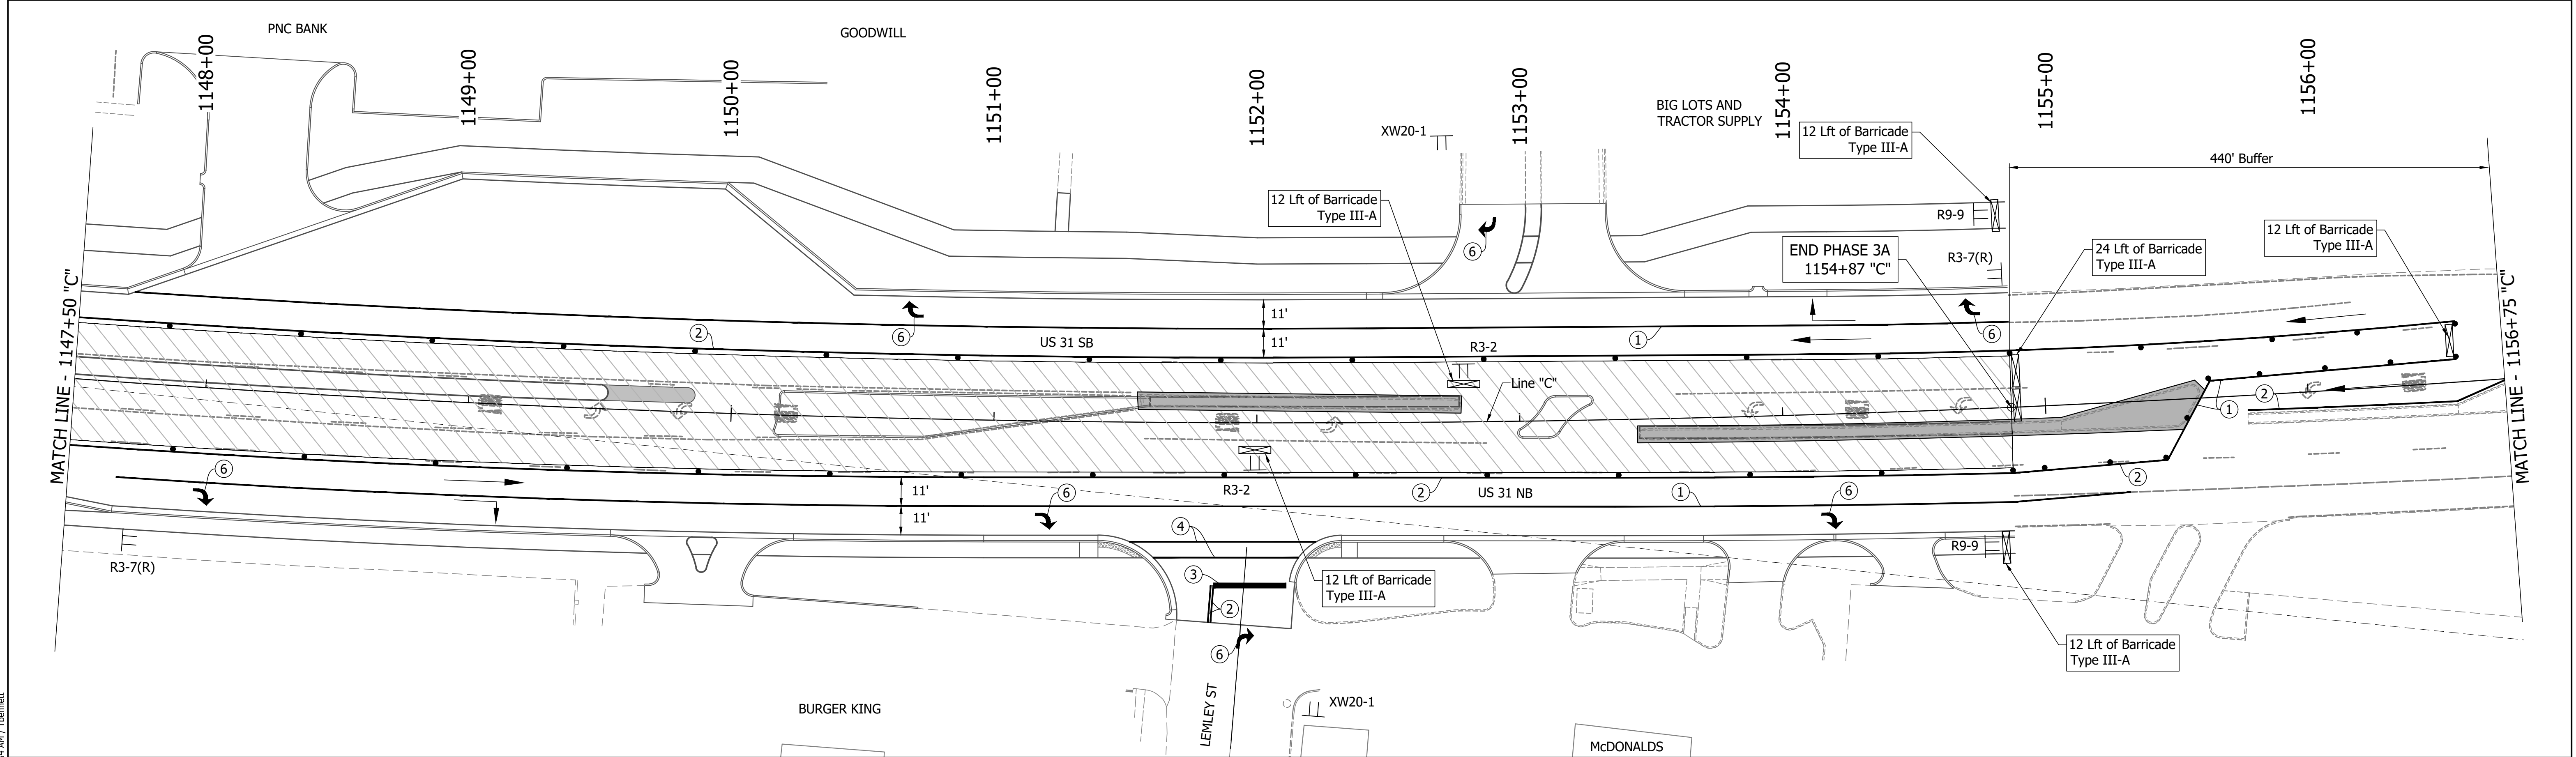 PNC BANK
GOODWILL
1148+00
1149+00
1150+00
1151+00
1152+00
1153+00
1154+00
1155+00
1156+00
XW20-1
BIG LOTS AND
TRACTOR SUPPLY
12 Lft of Barricade
Type III-A
440' Buffer
12 Lft of Barricade
Type III-A
6
R9-9
12 Lft of Barricade
Type III-A
END PHASE 3A
1154+87 "C"
R3-7(R)
24 Lft of Barricade
Type III-A
MATCH LINE - 1147+50 "C"
MATCH LINE - 1156+75 "C"
2
6
11'
11'
US 31 SB
R3-2
1
6
Line "C"
2
1
6
11'
11'
6
R3-2
2
US 31 NB
1
6
2
4
R3-7(R)
3
2
6
12 Lft of Barricade
Type III-A
R9-9
12 Lft of Barricade
Type III-A
BURGER KING
LEMLEY ST
XW20-1
McDONALDS